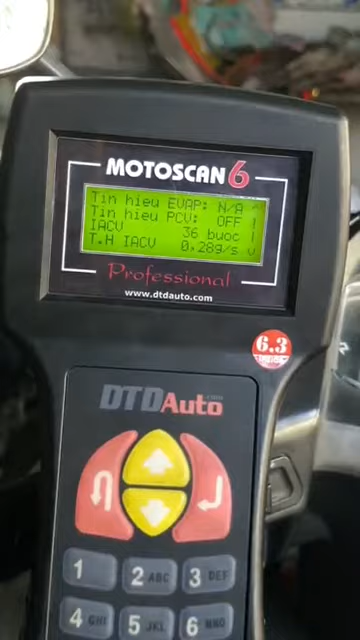 MOTOSCAN 6
Tin hieu EVAP: N/A
Tin hieu PCV: OFF
IACV 36 buoc
T.H IACV 0,28g/s
Professional
www.dtdauto.com
6.3
DTDAuto
1
2 ABC
3 DEF
4 GHI
5 JKL
6 MNO